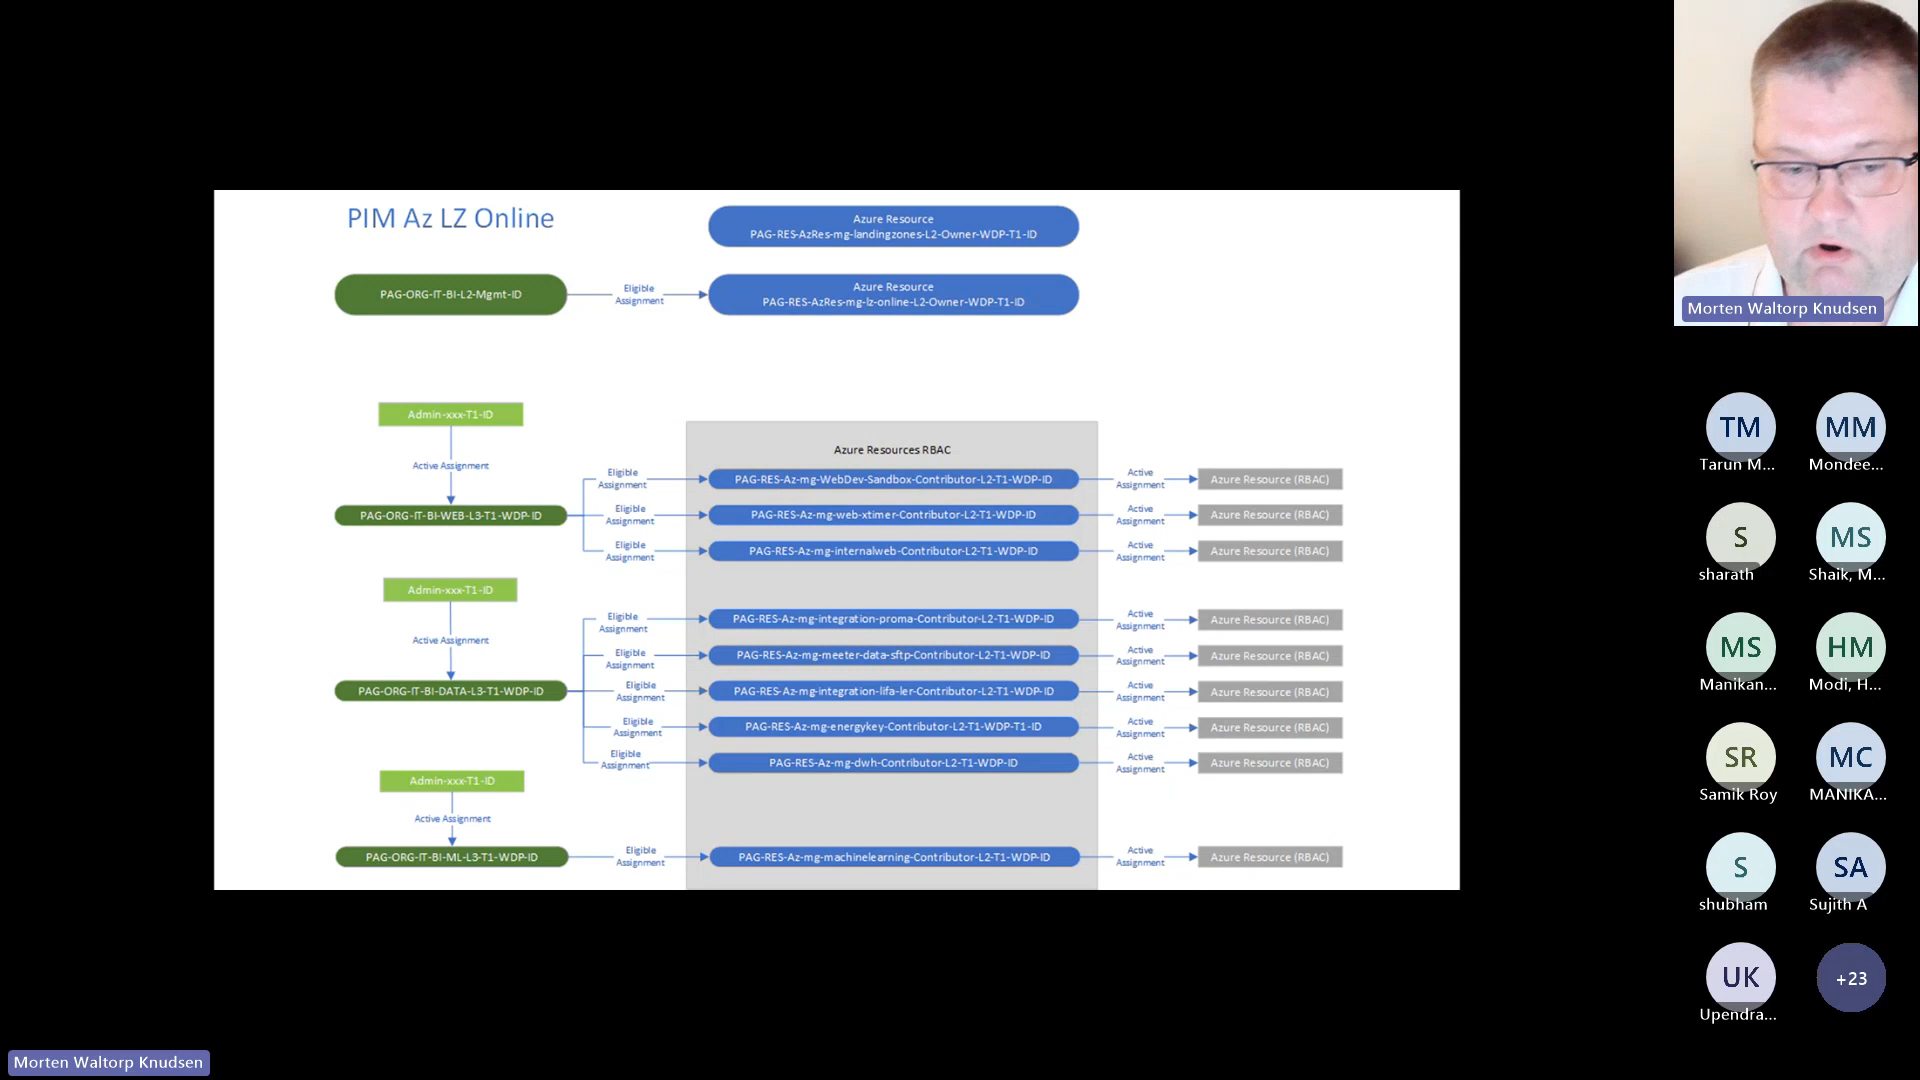 PIM Az LZ Online
Azure Resource
PAG-RES-AzRes-mg-landingzones-L2-Owner-WDP-T1-ID
PAG-ORG-IT-BI-L2-Mgmt-ID
Eligible
Assignment
Azure Resource
PAG-RES-AzRes-mg-lz-online-L2-Owner-WDP-T1-ID
Admin-xxx-T1-ID
Active Assignment
PAG-ORG-IT-BI-WEB-L3-T1-WDP-ID
Azure Resources RBAC
Eligible
Assignment
PAG-RES-Az-mg-WebDev-Sandbox-Contributor-L2-T1-WDP-ID
Active
Assignment
Azure Resource (RBAC)
Eligible
Assignment
PAG-RES-Az-mg-web-xtimer-Contributor-L2-T1-WDP-ID
Active
Assignment
Azure Resource (RBAC)
Eligible
Assignment
PAG-RES-Az-mg-internalweb-Contributor-L2-T1-WDP-ID
Active
Assignment
Azure Resource (RBAC)
Admin-xxx-T1-ID
Active Assignment
PAG-ORG-IT-BI-DATA-L3-T1-WDP-ID
Eligible
Assignment
PAG-RES-Az-mg-integration-proma-Contributor-L2-T1-WDP-ID
Active
Assignment
Azure Resource (RBAC)
Eligible
Assignment
PAG-RES-Az-mg-meeter-data-sftp-Contributor-L2-T1-WDP-ID
Active
Assignment
Azure Resource (RBAC)
Eligible
Assignment
PAG-RES-Az-mg-integration-lifa-ler-Contributor-L2-T1-WDP-ID
Active
Assignment
Azure Resource (RBAC)
Eligible
Assignment
PAG-RES-Az-mg-energykey-Contributor-L2-T1-WDP-T1-ID
Active
Assignment
Azure Resource (RBAC)
Eligible
Assignment
PAG-RES-Az-mg-dwh-Contributor-L2-T1-WDP-ID
Active
Assignment
Azure Resource (RBAC)
Admin-xxx-T1-ID
Active Assignment
PAG-ORG-IT-BI-ML-L3-T1-WDP-ID
Eligible
Assignment
PAG-RES-Az-mg-machinelearning-Contributor-L2-T1-WDP-ID
Active
Assignment
Azure Resource (RBAC)
Morten Waltorp Knudsen
TM
Tarun M...
MM
Mondee...
S
sharath
MS
Shaik, M...
MS
Manikan...
HM
Modi, H...
SR
Samik Roy
MC
MANIKA...
S
shubham
SA
Sujith A
UK
Upendra...
+23
Morten Waltorp Knudsen